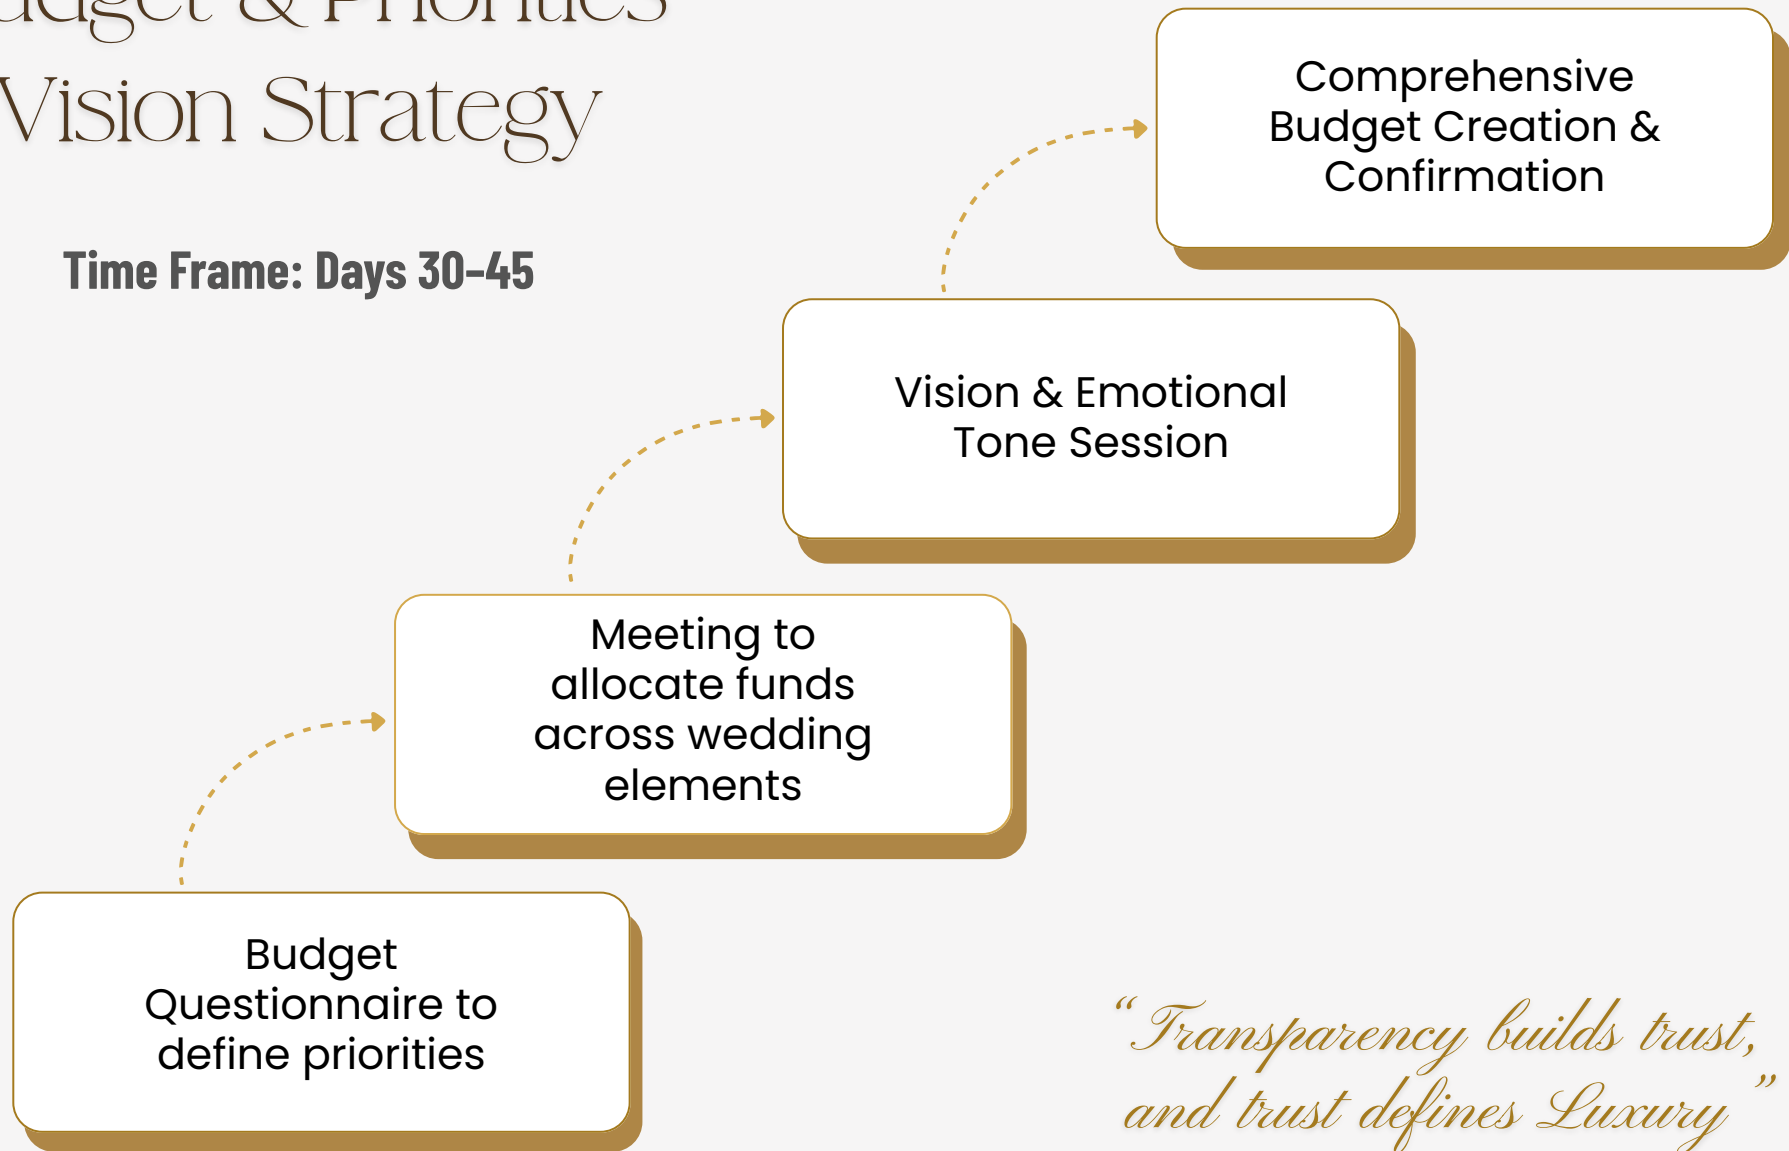 & Priorities
Vision Strategy
Time Frame: Days 30–45
Comprehensive
Budget Creation &
Confirmation
Vision & Emotional
Tone Session
Meeting to
allocate funds
across wedding
elements
Budget
Questionnaire to
define priorities
“Transparency builds trust,
and trust defines Luxury”